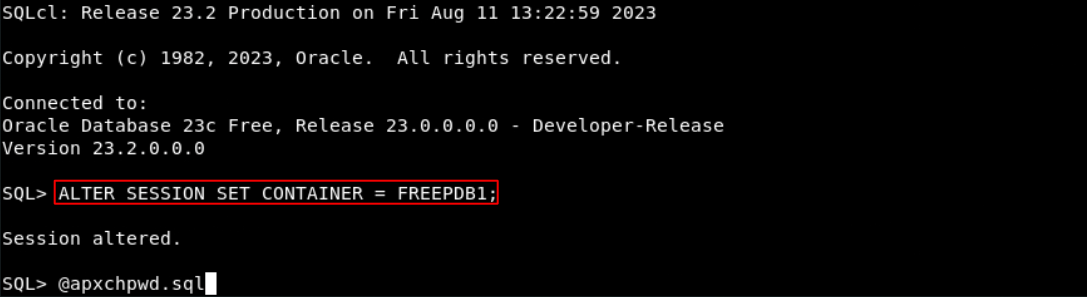 SQLcl: Release 23.2 Production on Fri Aug 11 13:22:59 2023
Copyright (c) 1982, 2023, Oracle.  All rights reserved.
Connected to:
Oracle Database 23c Free, Release 23.0.0.0.0 - Developer-Release
Version 23.2.0.0.0
SQL> ALTER SESSION SET CONTAINER = FREEPDB1;
Session altered.
SQL> @apxchpwd.sql